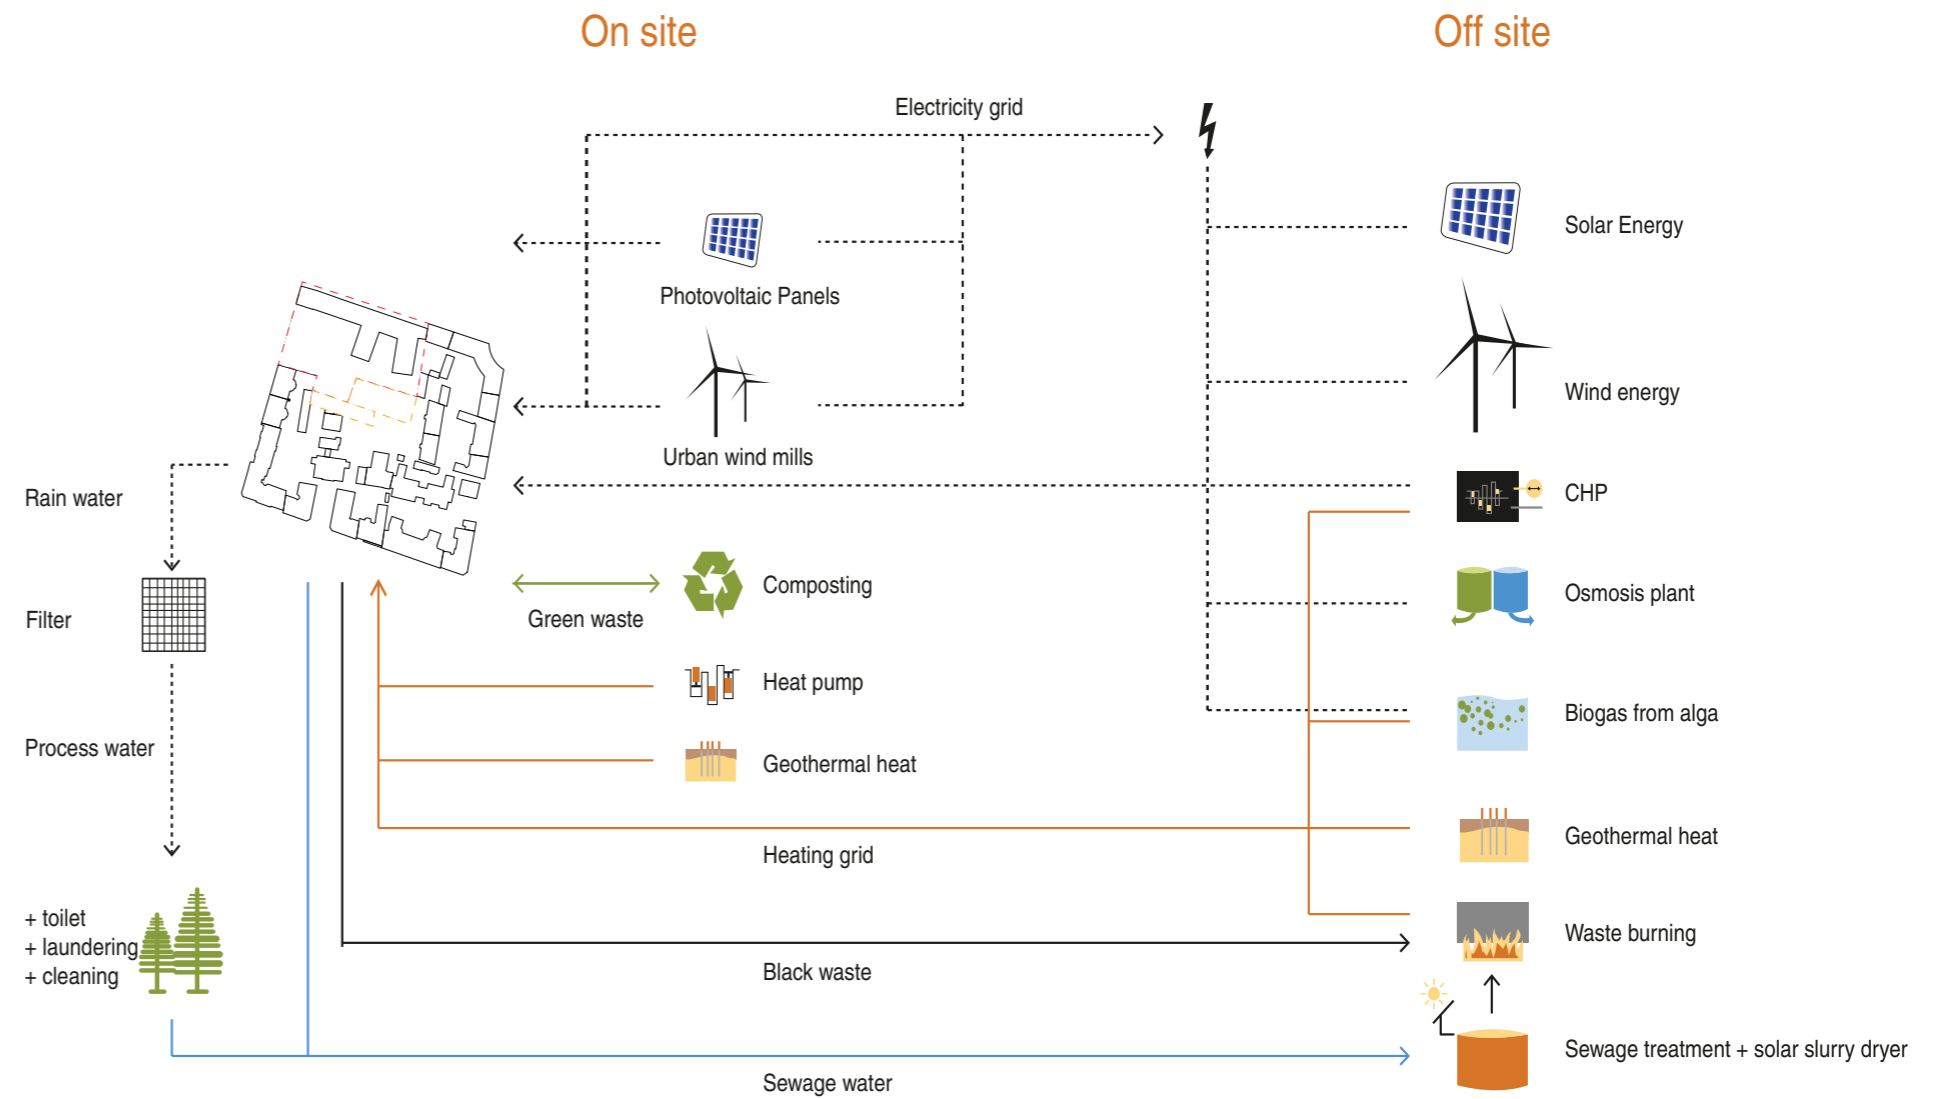 On site
Off site
Electricity grid
Solar Energy
Photovoltaic Panels
Wind energy
Urban wind mills
CHP
Rain water
Composting
Osmosis plant
Green waste
Filter
Heat pump
Biogas from alga
Process water
Geothermal heat
Geothermal heat
Heating grid
+ toilet
+ laundering
+ cleaning
Waste burning
Black waste
Sewage treatment + solar slurry dryer
Sewage water